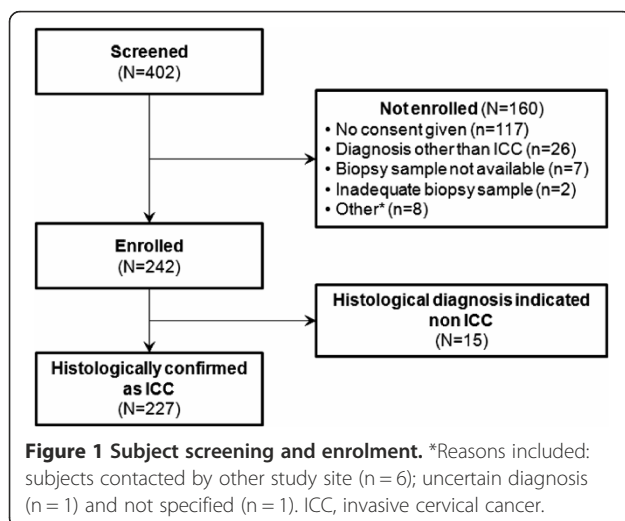 Screened
(N=402)
Not enrolled (N=160)
• No consent given (n=117)
• Diagnosis other than ICC (n=26)
• Biopsy sample not available (n=7)
• Inadequate biopsy sample (n=2)
• Other* (n=8)
Enrolled
(N=242)
Histological diagnosis indicated
non ICC
(N=15)
Histologically confirmed
as ICC
(N=227)
Figure 1 Subject screening and enrolment. *Reasons included:
subjects contacted by other study site (n = 6); uncertain diagnosis
(n = 1) and not specified (n = 1). ICC, invasive cervical cancer.